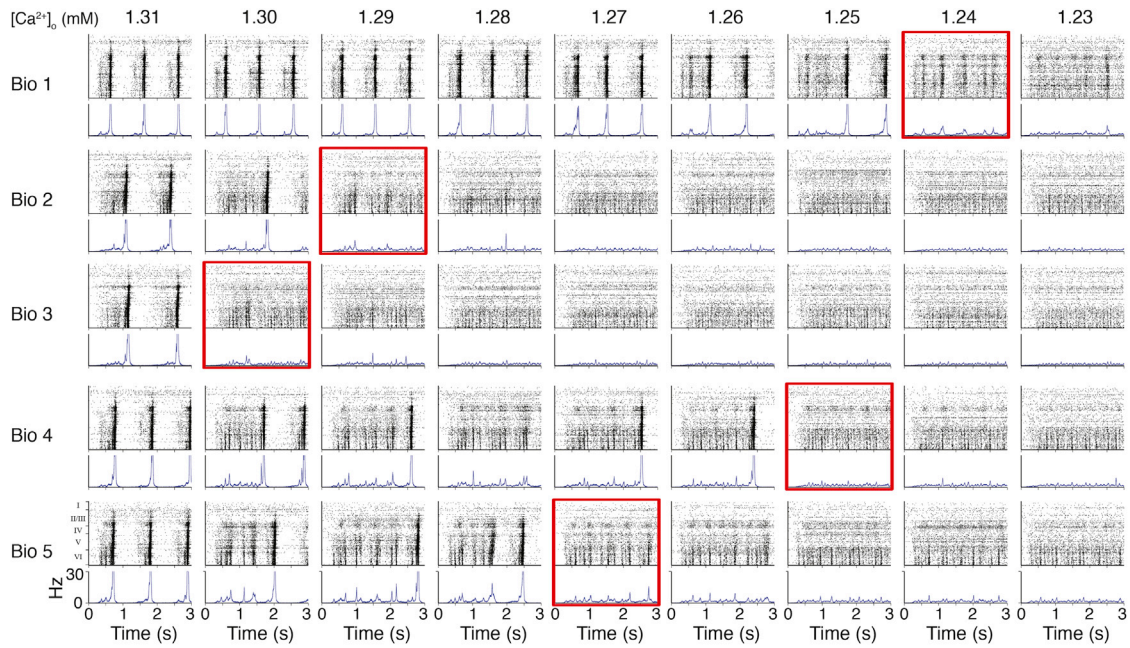 [Ca²⁺]ₒ (mM) 1.31 1.30 1.29 1.28 1.27 1.26 1.25 1.24 1.23
Bio 1
Bio 2
Bio 3
Bio 4
Bio 5
I
II/III
IV
V
VI
30
Hz
0
0 1 2 3 0 1 2 3 0 1 2 3 0 1 2 3 0 1 2 3 0 1 2 3 0 1 2 3 0 1 2 3 0 1 2 3
Time (s) Time (s) Time (s) Time (s) Time (s) Time (s) Time (s) Time (s) Time (s)